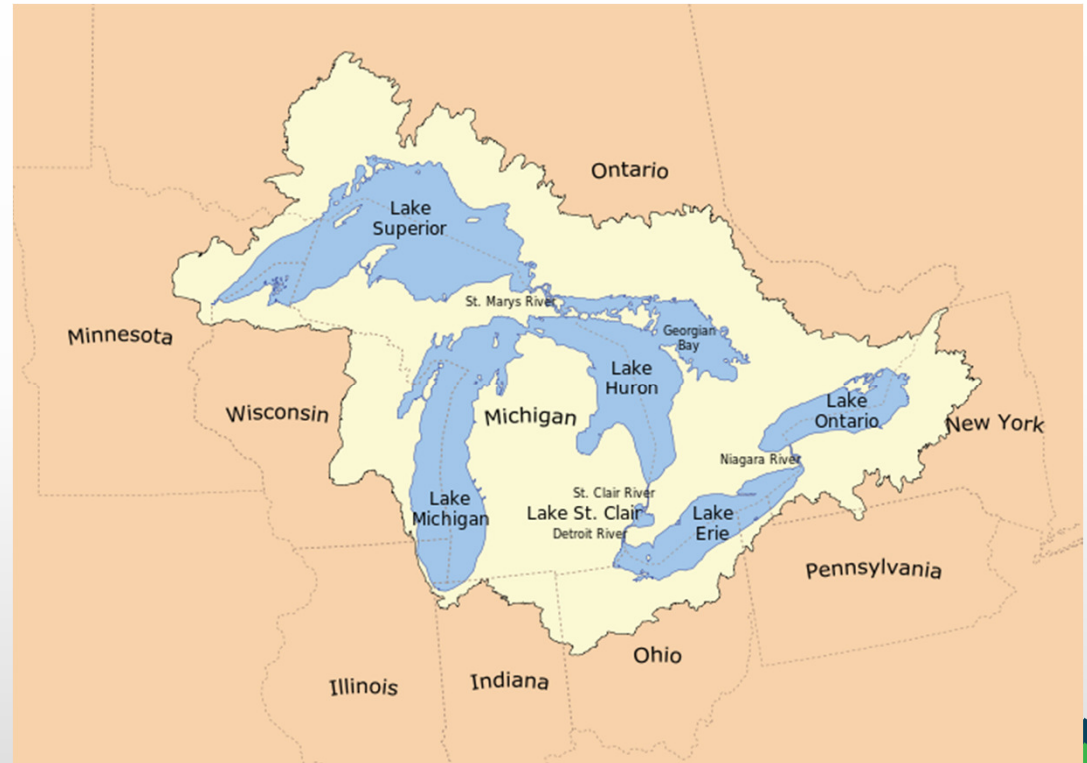 Ontario
Lake
Superior
St. Marys River
Minnesota
Georgian
Bay
Lake
Huron
Wisconsin
Michigan
Lake
Ontario
New York
Niagara River
Lake
Michigan
St. Clair River
Lake St. Clair
Detroit River
Lake
Erie
Pennsylvania
Ohio
Illinois
Indiana